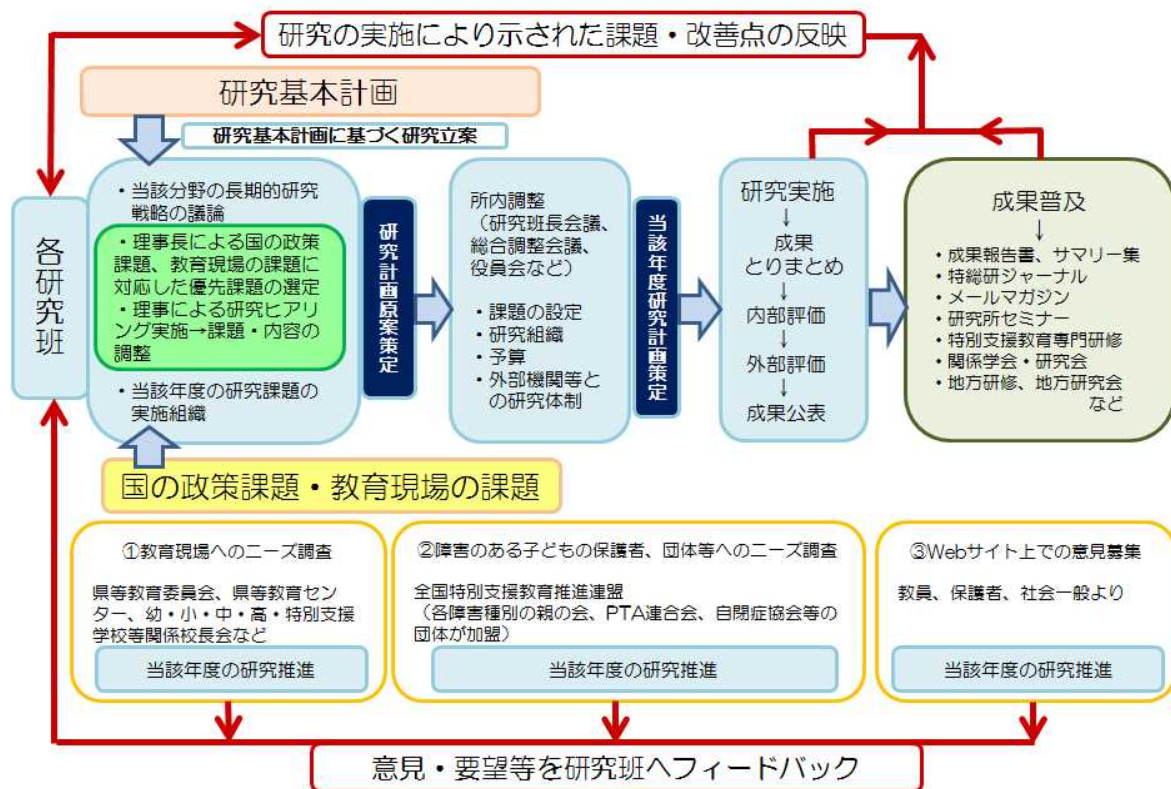 研究の実施により示された課題・改善点の反映
研究基本計画
研究基本計画に基づく研究立案
各研究班
・当該分野の長期的研究
戦略の議論
・理事長による国の政策
課題、教育現場の課題に
対応した優先課題の選定
・理事による研究ヒアリ
ング実施→課題・内容の
調整
・当該年度の研究課題の
実施組織
研究計画原案策定
所内調整
（研究班長会議、
総合調整会議、
役員会など）
・課題の設定
・研究組織
・予算
・外部機関等と
の研究体制
当該年度研究計画策定
研究実施
↓
成果
とりまとめ
↓
内部評価
↓
外部評価
↓
成果公表
成果普及
↓
・成果報告書、サマリー集
・特総研ジャーナル
・メールマガジン
・研究所セミナー
・特別支援教育専門研修
・関係学会・研究会
・地方研修、地方研究会
など
国の政策課題・教育現場の課題
①教育現場へのニーズ調査
県等教育委員会、県等教育セン
ター、幼・小・中・高・特別支援
学校等関係校長会など
当該年度の研究推進
②障害のある子どもの保護者、団体等へのニーズ調査
全国特別支援教育推進連盟
（各障害種別の親の会、PTA連合会、自閉症協会等の
団体が加盟）
当該年度の研究推進
③Webサイト上での意見募集
教員、保護者、社会一般より
当該年度の研究推進
意見・要望等を研究班へフィードバック